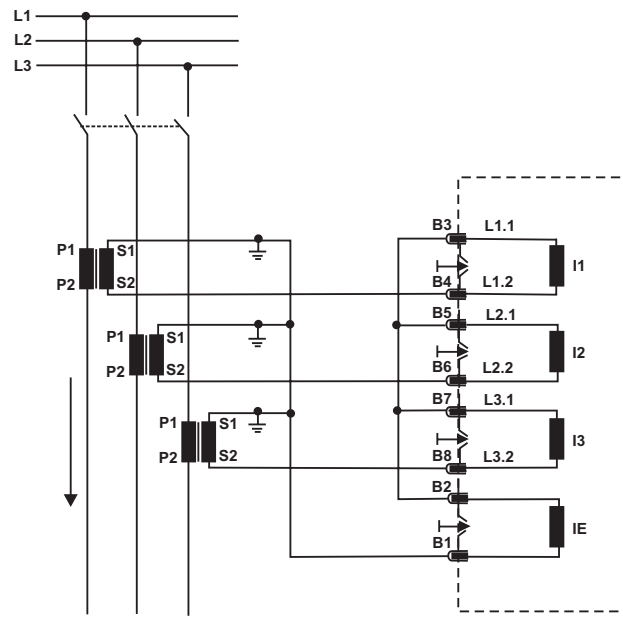 L1
L2
L3
B3 L1.1
P1 S1
I1
P2 S2
B4 L1.2
B5 L2.1
P1 S1
I2
P2 S2
B6 L2.2
B7 L3.1
P1 S1
I3
P2 S2
B8 L3.2
B2
IE
B1